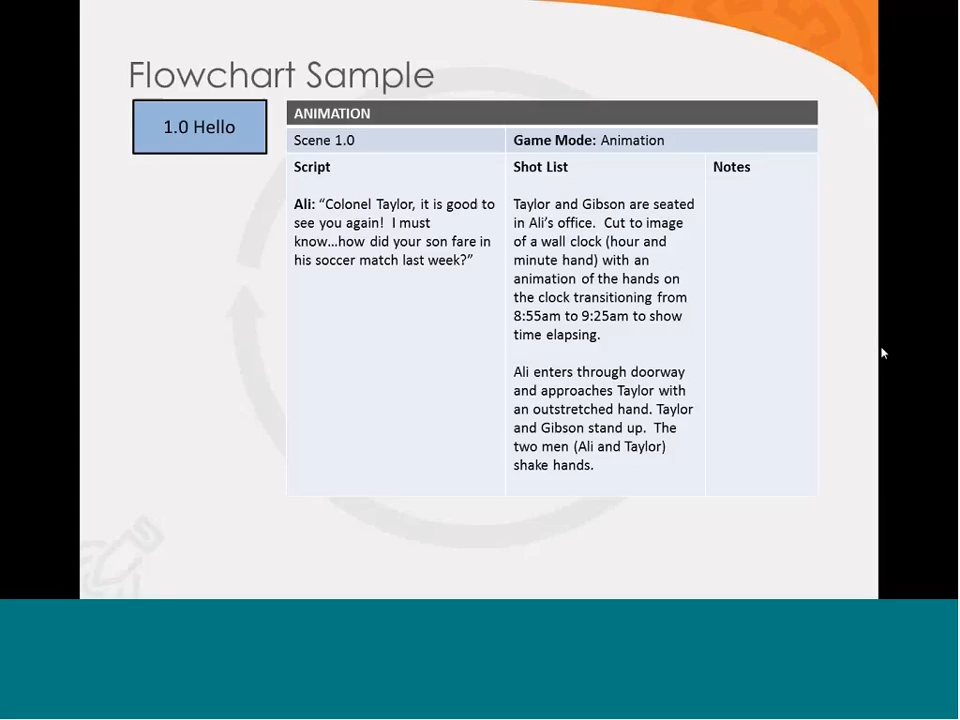 Flowchart Sample
1.0 Hello
ANIMATION
Scene 1.0
Game Mode: Animation
Script
Ali: “Colonel Taylor, it is good to
see you again!  I must
know…how did your son fare in
his soccer match last week?”
Shot List
Taylor and Gibson are seated
in Ali’s office.  Cut to image
of a wall clock (hour and
minute hand) with an
animation of the hands on
the clock transitioning from
8:55am to 9:25am to show
time elapsing.
Ali enters through doorway
and approaches Taylor with
an outstretched hand. Taylor
and Gibson stand up.  The
two men (Ali and Taylor)
shake hands.
Notes